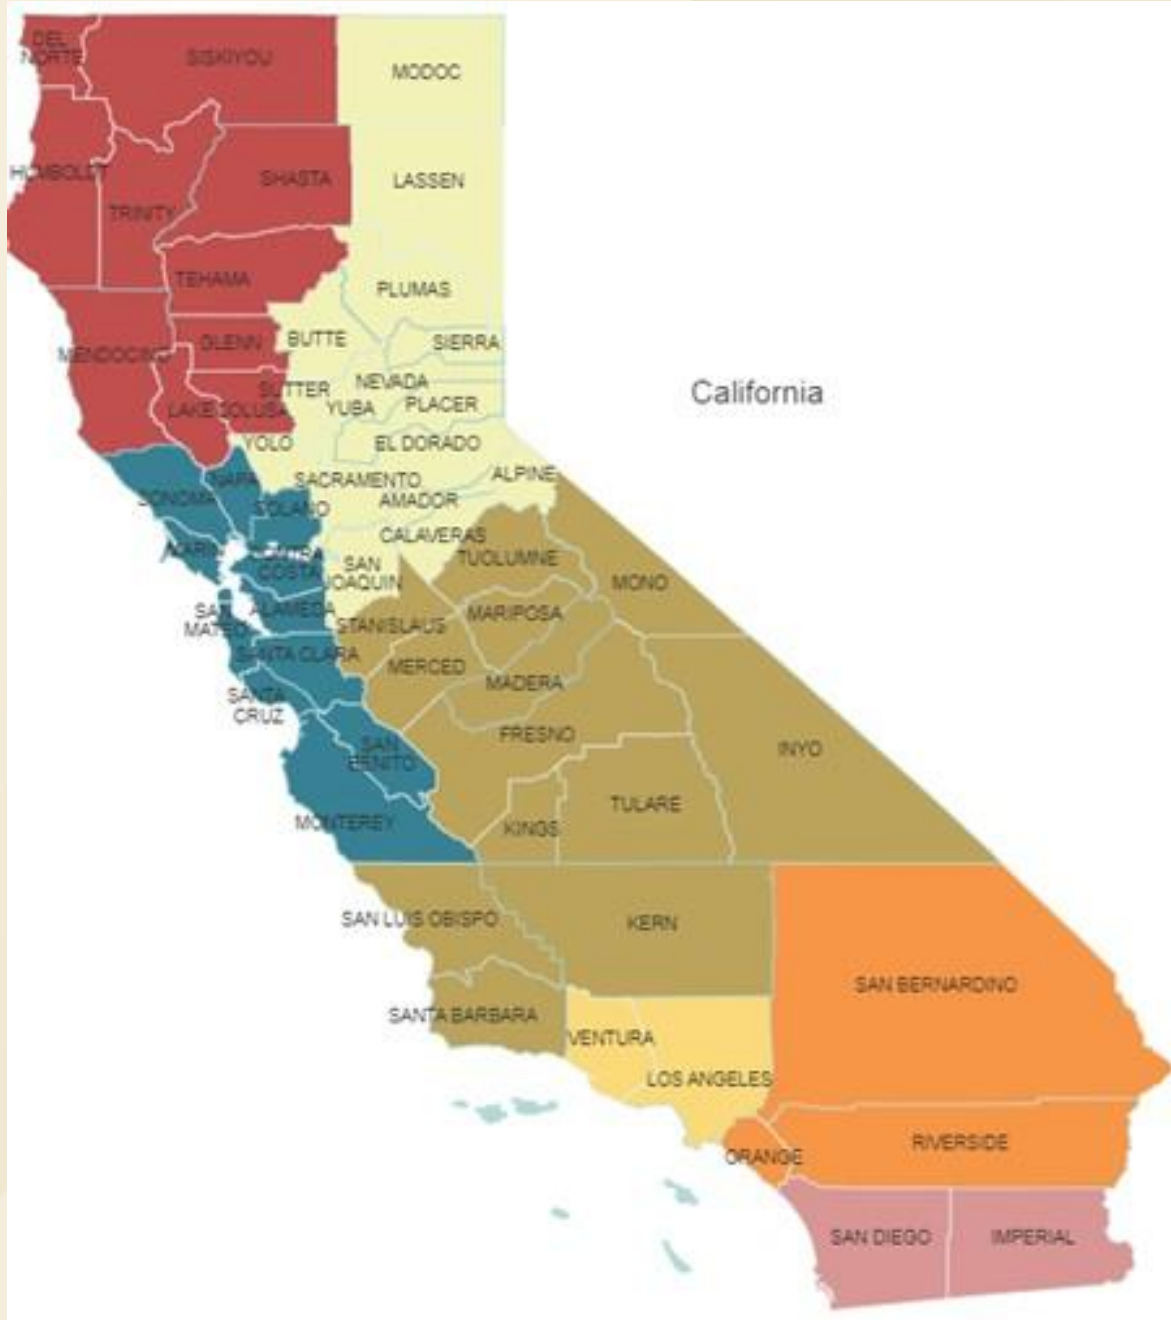 DEL
NORTE
SISKIYOU
MODOC
HUMBOLDT
TRINITY
SHASTA
LASSEN
TEHAMA
PLUMAS
MENDOCINO
GLENN
BUTTE
SIERRA
SUTTER
NEVADA
California
LAKE
COLUSA
YUBA
PLACER
YOLO
EL DORADO
NAPA
SACRAMENTO
ALPINE
SONOMA
SOLANO
AMADOR
MARIN
CONTRA
COSTA
CALAVERAS
SAN
JOAQUIN
TUOLUMNE
MONO
SAN
MATEO
ALAMEDA
STANISLAUS
MARIPOSA
SANTA CLARA
MERCED
MADERA
SANTA
CRUZ
SAN
BENITO
FRESNO
INYO
MONTEREY
KINGS
TULARE
SAN LUIS OBISPO
KERN
SAN BERNARDINO
SANTA BARBARA
VENTURA
LOS ANGELES
ORANGE
RIVERSIDE
SAN DIEGO
IMPERIAL